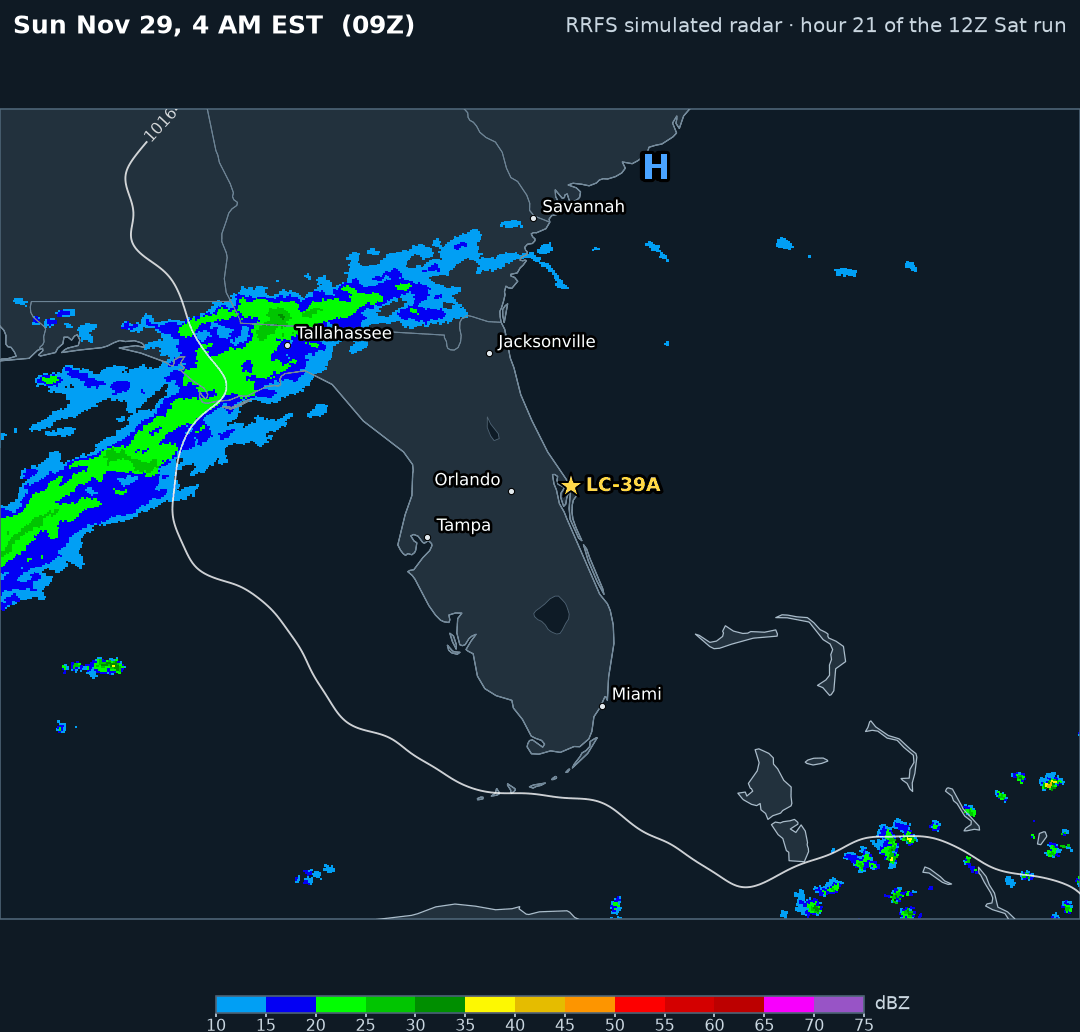 Sun Nov 29, 4 AM EST (09Z)
RRFS simulated radar · hour 21 of the 12Z Sat run
1016
H
Savannah
Tallahassee
Jacksonville
Orlando
LC-39A
Tampa
Miami
dBZ
10 15 20 25 30 35 40 45 50 55 60 65 70 75